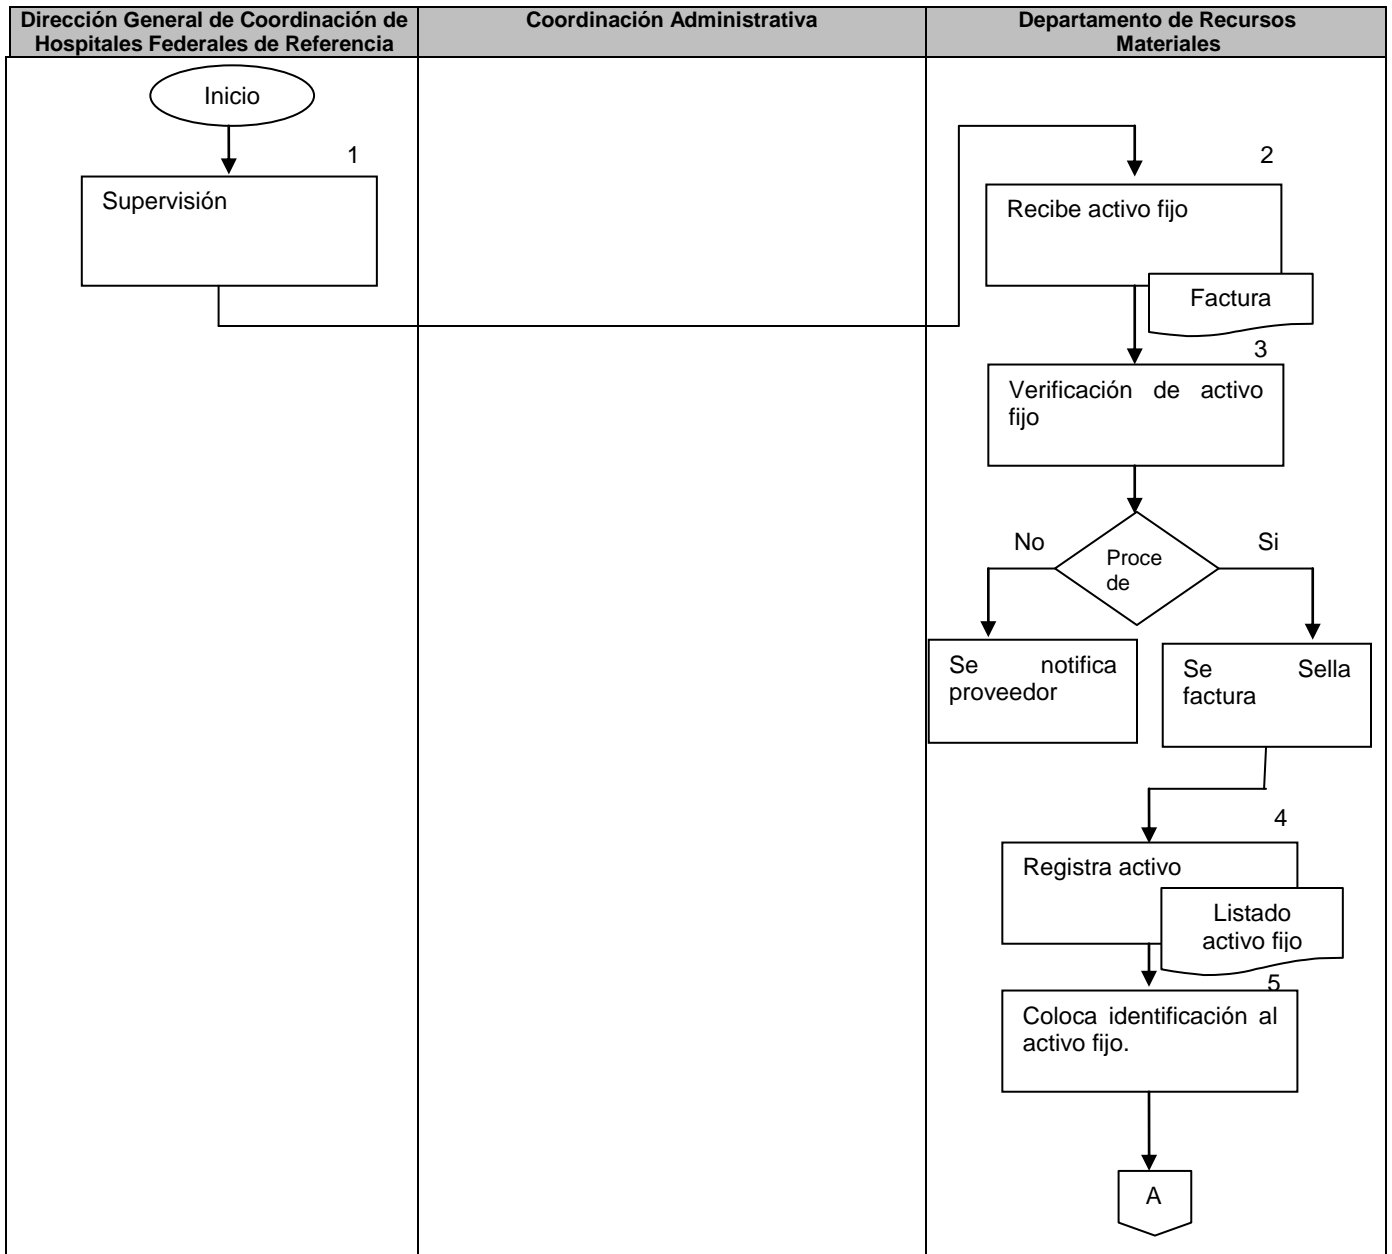 Dirección General de Coordinación de
Hospitales Federales de Referencia
Coordinación Administrativa
Departamento de Recursos
Materiales
Inicio
1
Supervisión
2
Recibe activo fijo
Factura
3
Verificación de activo
fijo
No
Si
Proce
de
Se notifica
proveedor
Se Sella
factura
4
Registra activo
Listado
activo fijo
5
Coloca identificación al
activo fijo.
A